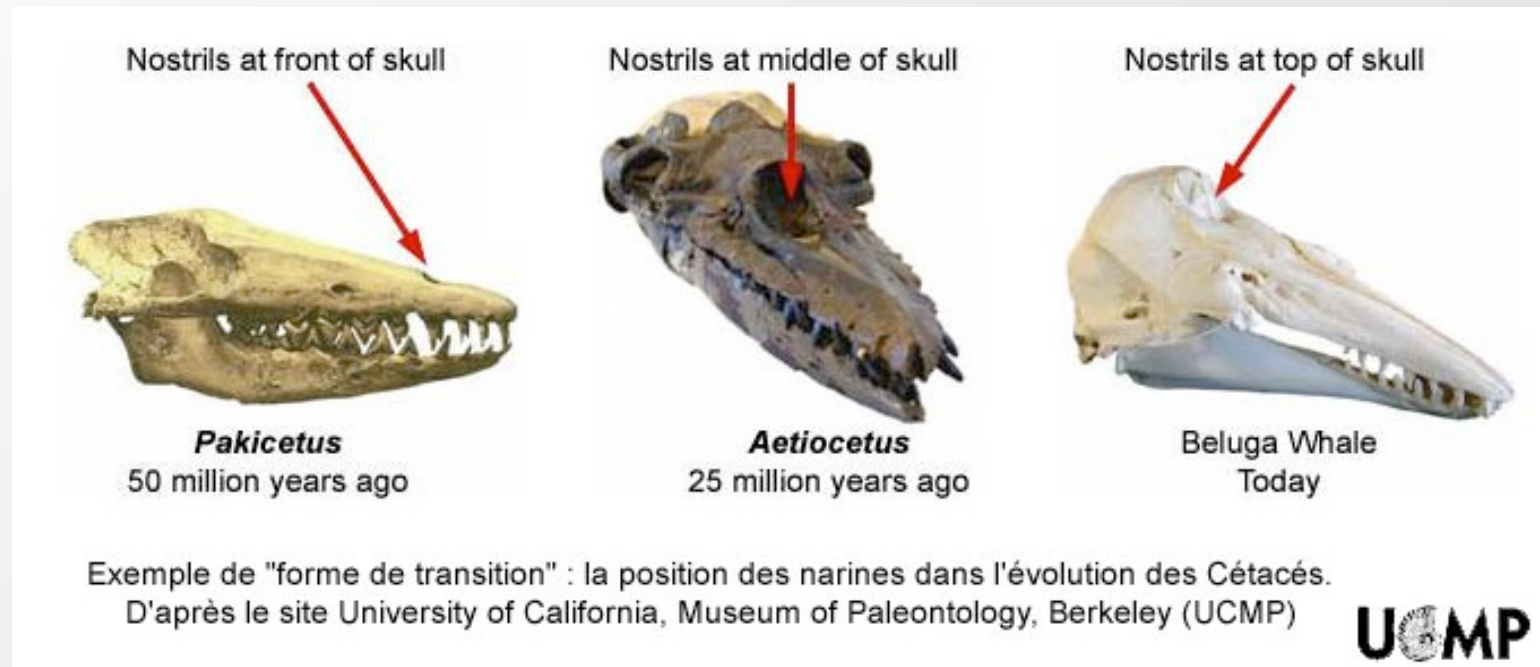 Nostrils at front of skull
Nostrils at middle of skull
Nostrils at top of skull
Pakicetus
50 million years ago
Aetiocetus
25 million years ago
Beluga Whale
Today
Exemple de "forme de transition" : la position des narines dans l'évolution des Cétacés.
D'après le site University of California, Museum of Paleontology, Berkeley (UCMP)
UCMP